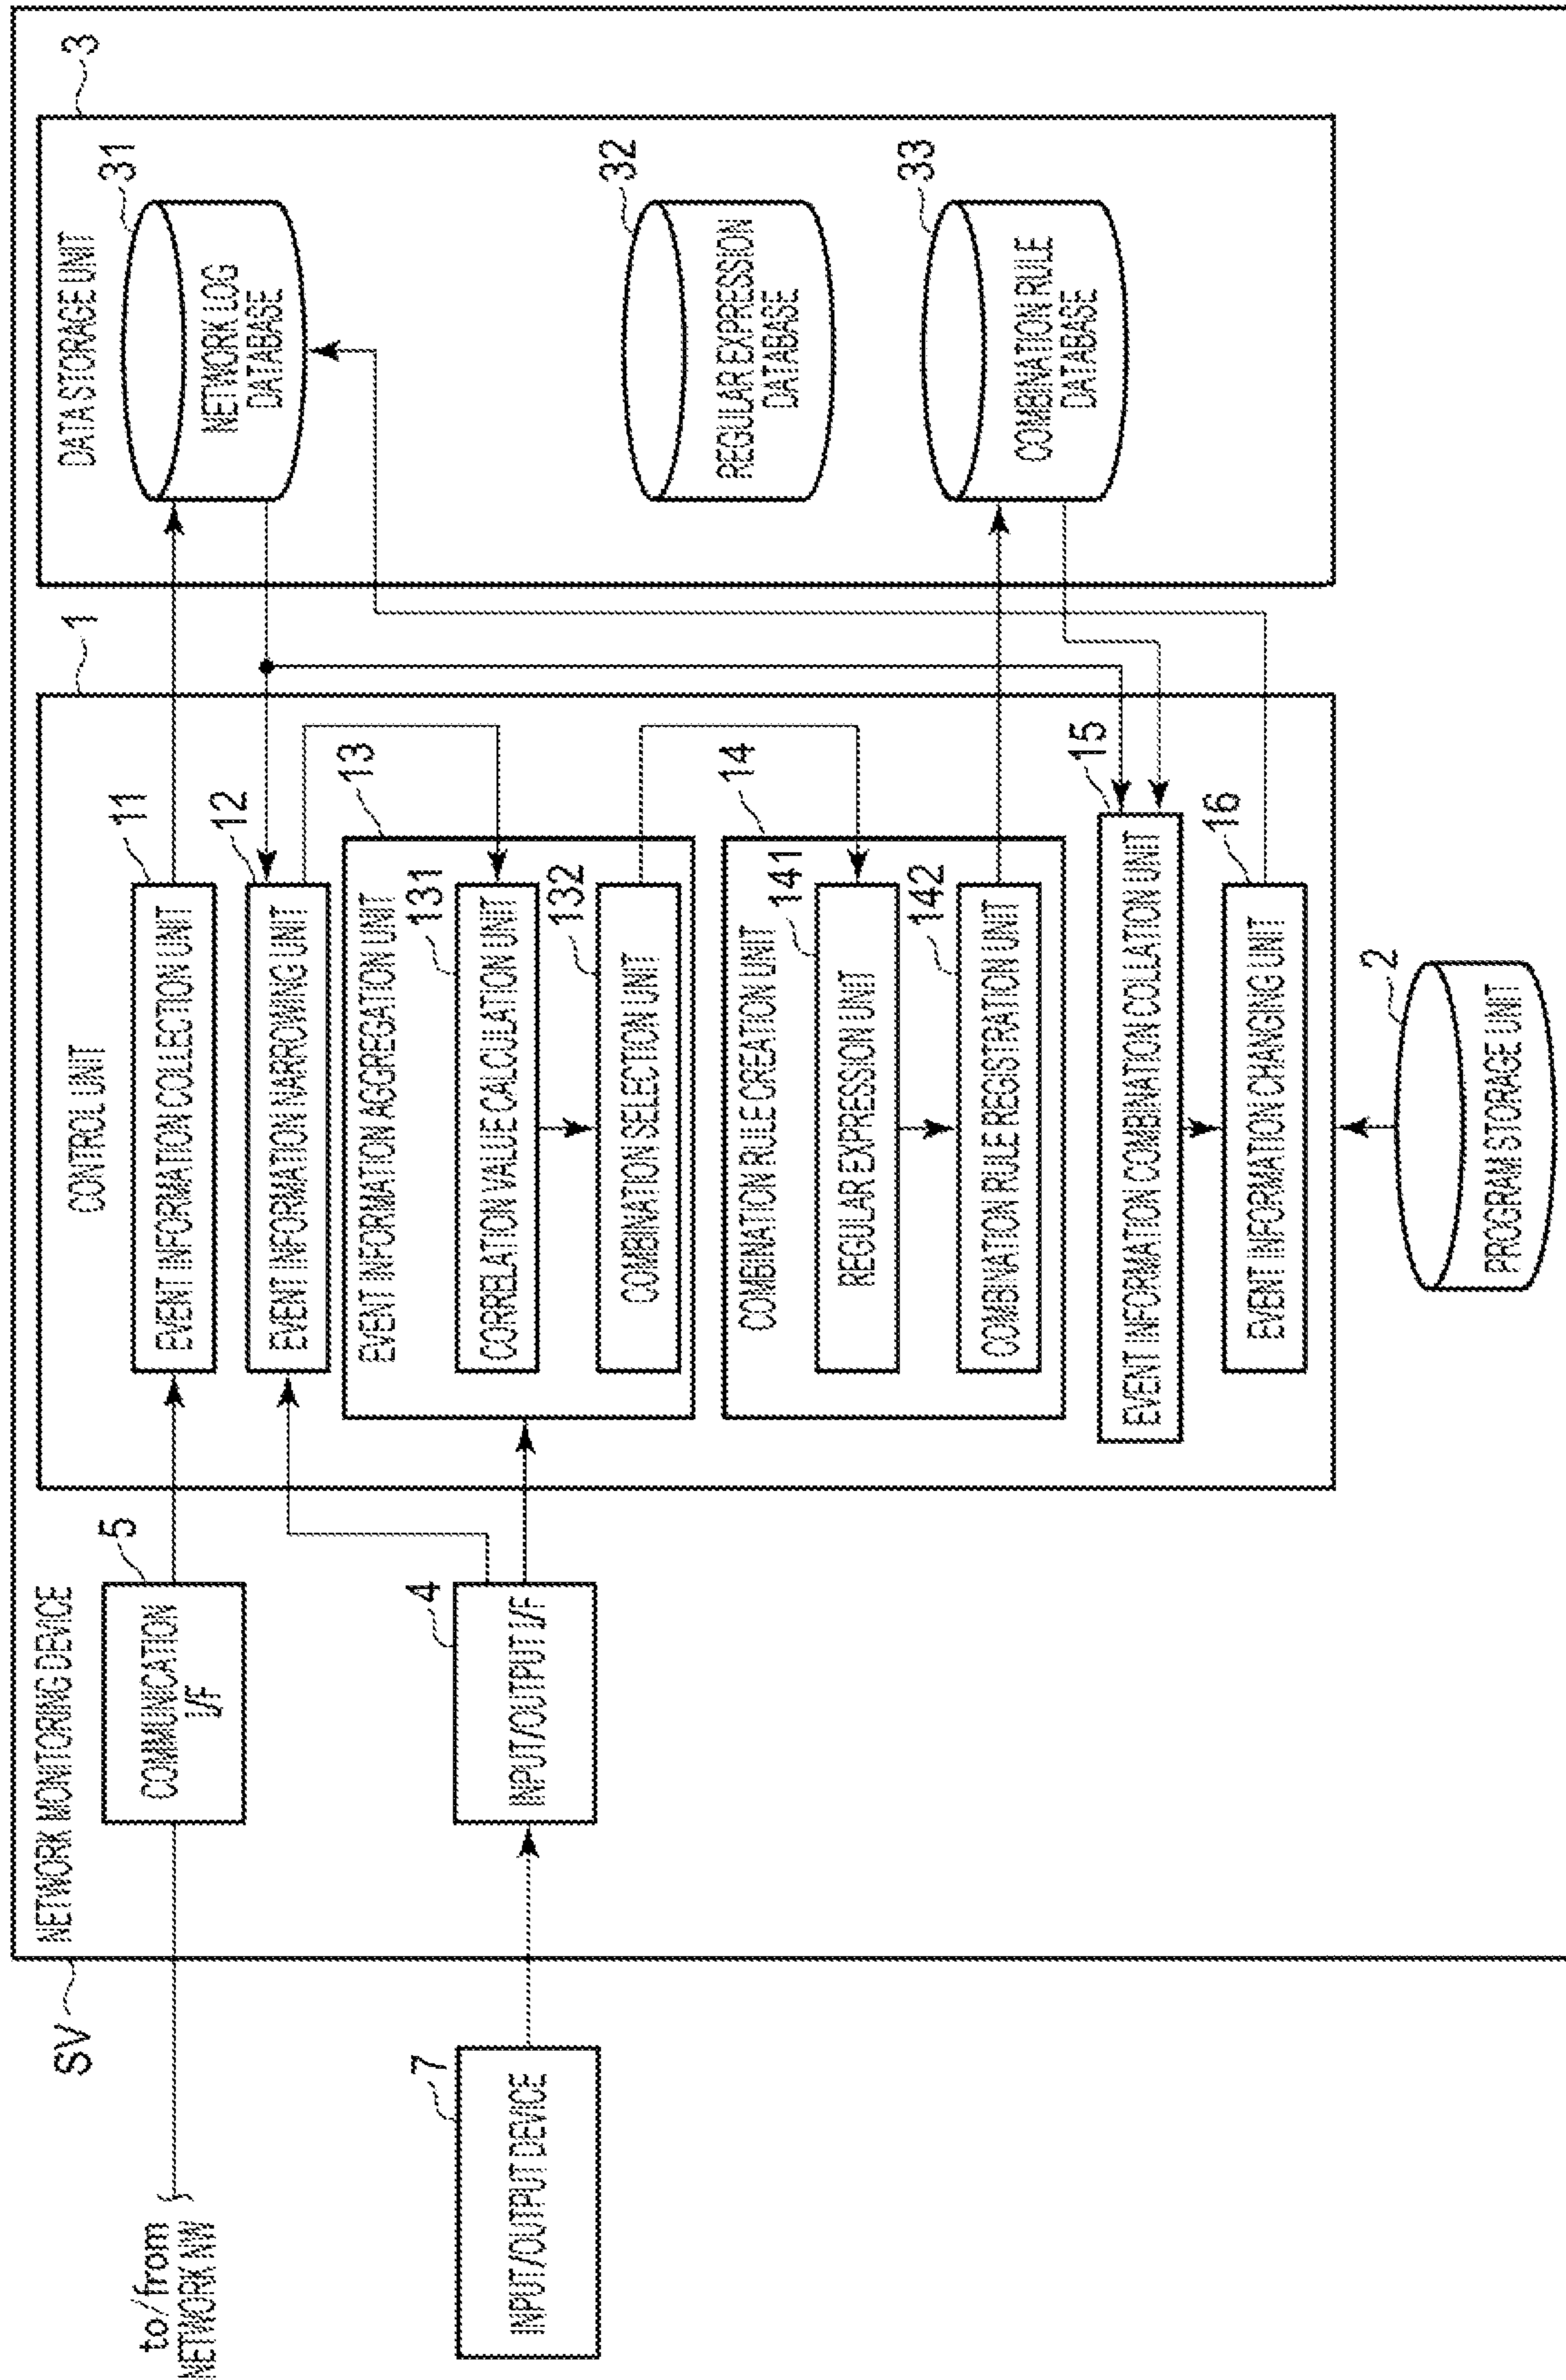 SV
NETWORK MONITORING DEVICE
to/from
NETWORK NW
5
COMMUNICATION
I/F
7
INPUT/OUTPUT DEVICE
4
INPUT/OUTPUT I/F
1
CONTROL UNIT
11
EVENT INFORMATION COLLECTION UNIT
12
EVENT INFORMATION NARROWING UNIT
13
EVENT INFORMATION AGGREGATION UNIT
131
CORRELATION VALUE CALCULATION UNIT
132
COMBINATION SELECTION UNIT
14
COMBINATION RULE CREATION UNIT
141
REGULAR EXPRESSION UNIT
142
COMBINATION RULE REGISTRATION UNIT
15
EVENT INFORMATION COMBINATION COLLATION UNIT
16
EVENT INFORMATION CHANGING UNIT
2
PROGRAM STORAGE UNIT
3
DATA STORAGE UNIT
31
NETWORK LOG
DATABASE
32
REGULAR EXPRESSION
DATABASE
33
COMBINATION RULE
DATABASE